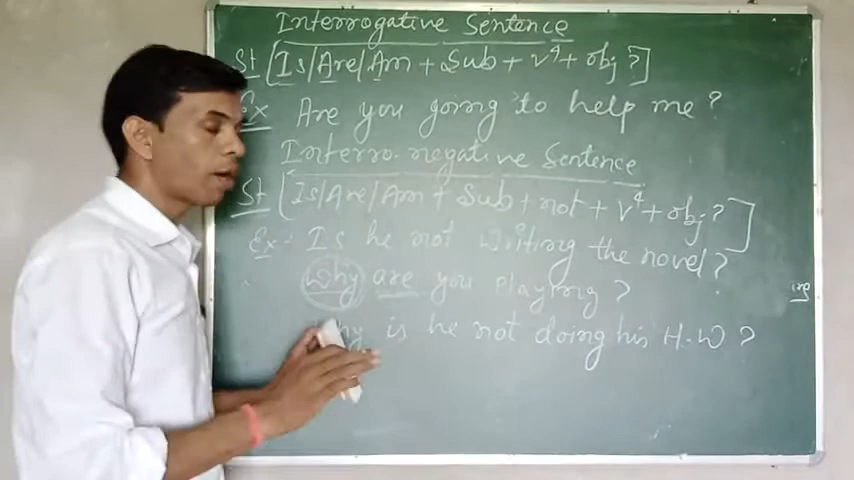 Interrogative Sentence
St [Is/Are/Am + Sub + V⁴ + obj ?]
Ex Are you going to help me ?
Interro-negative Sentence
St [Is/Are/Am + Sub + not + V⁴ + obj ?]
Ex : Is he not writing the novel ?
Why are you playing ?
ing
is he not doing his H.W ?